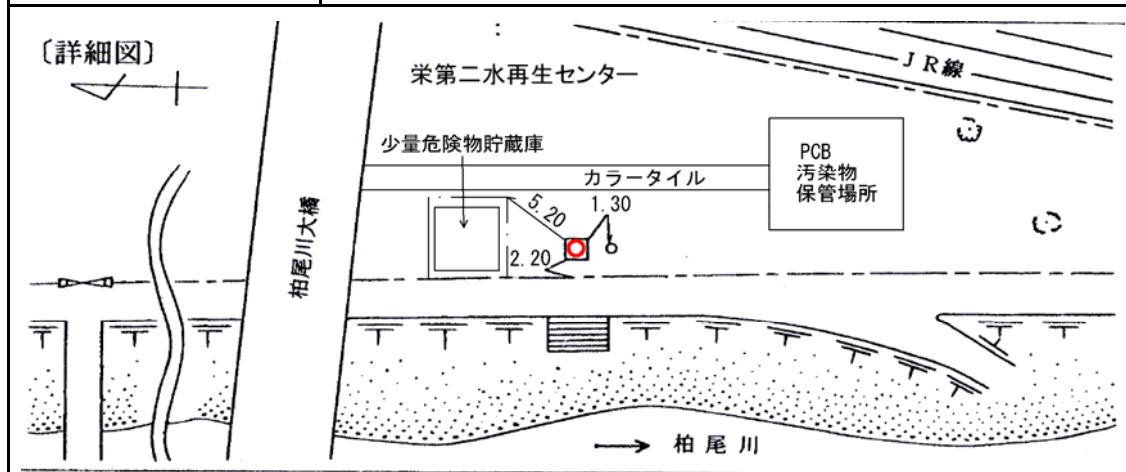 〔詳細図〕
栄第二水再生センター
JR線
少量危険物貯蔵庫
カラータイル
PCB
汚染物
保管場所
5.20
1.30
2.20
柏尾川大橋
柏尾川